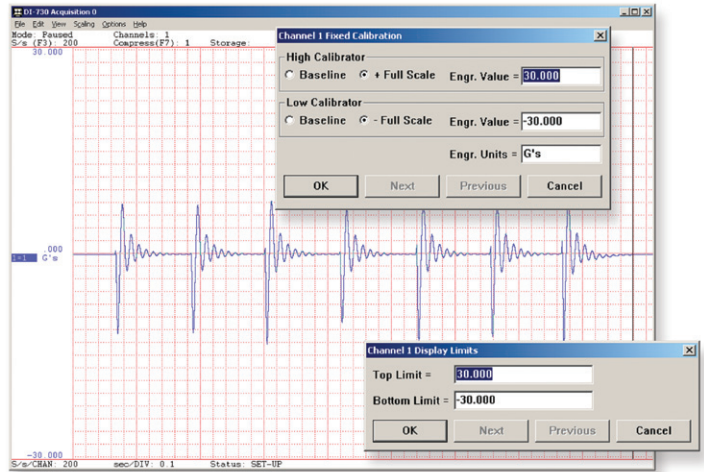 DI-730 Acquisition 0
File Edit View Scaling Options Help
Mode: Paused Channels: 1
S/s (F3): 200 Compress(F7): 1 Storage:
30.000
.000
1=1 G's
-30.000
S/s/CHAN: 200 sec/DIV: 0.1 Status: SET-UP
Channel 1 Fixed Calibration
High Calibrator
Baseline + Full Scale Engr. Value = 30.000
Low Calibrator
Baseline - Full Scale Engr. Value = -30.000
Engr. Units = G's
OK Next Previous Cancel
Channel 1 Display Limits
Top Limit = 30.000
Bottom Limit = -30.000
OK Next Previous Cancel